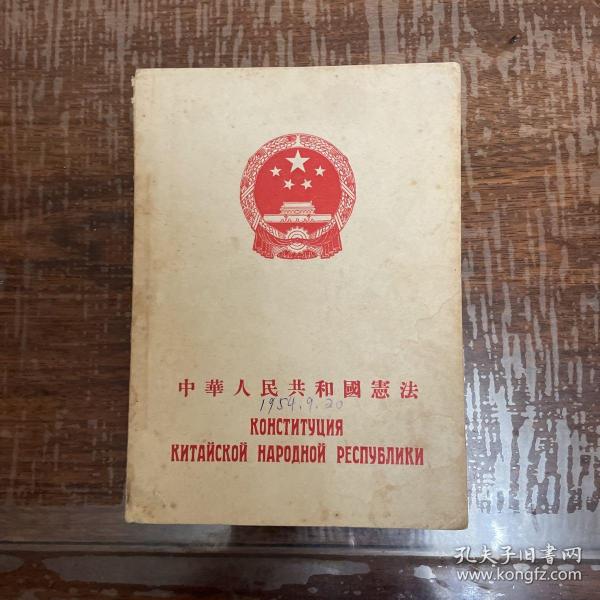 中華人民共和國憲法
1954.9.20
КОНСТИТУЦИЯ
КИТАЙСКОЙ НАРОДНОЙ РЕСПУБЛИКИ
孔夫子旧书网
www.kongfz.com